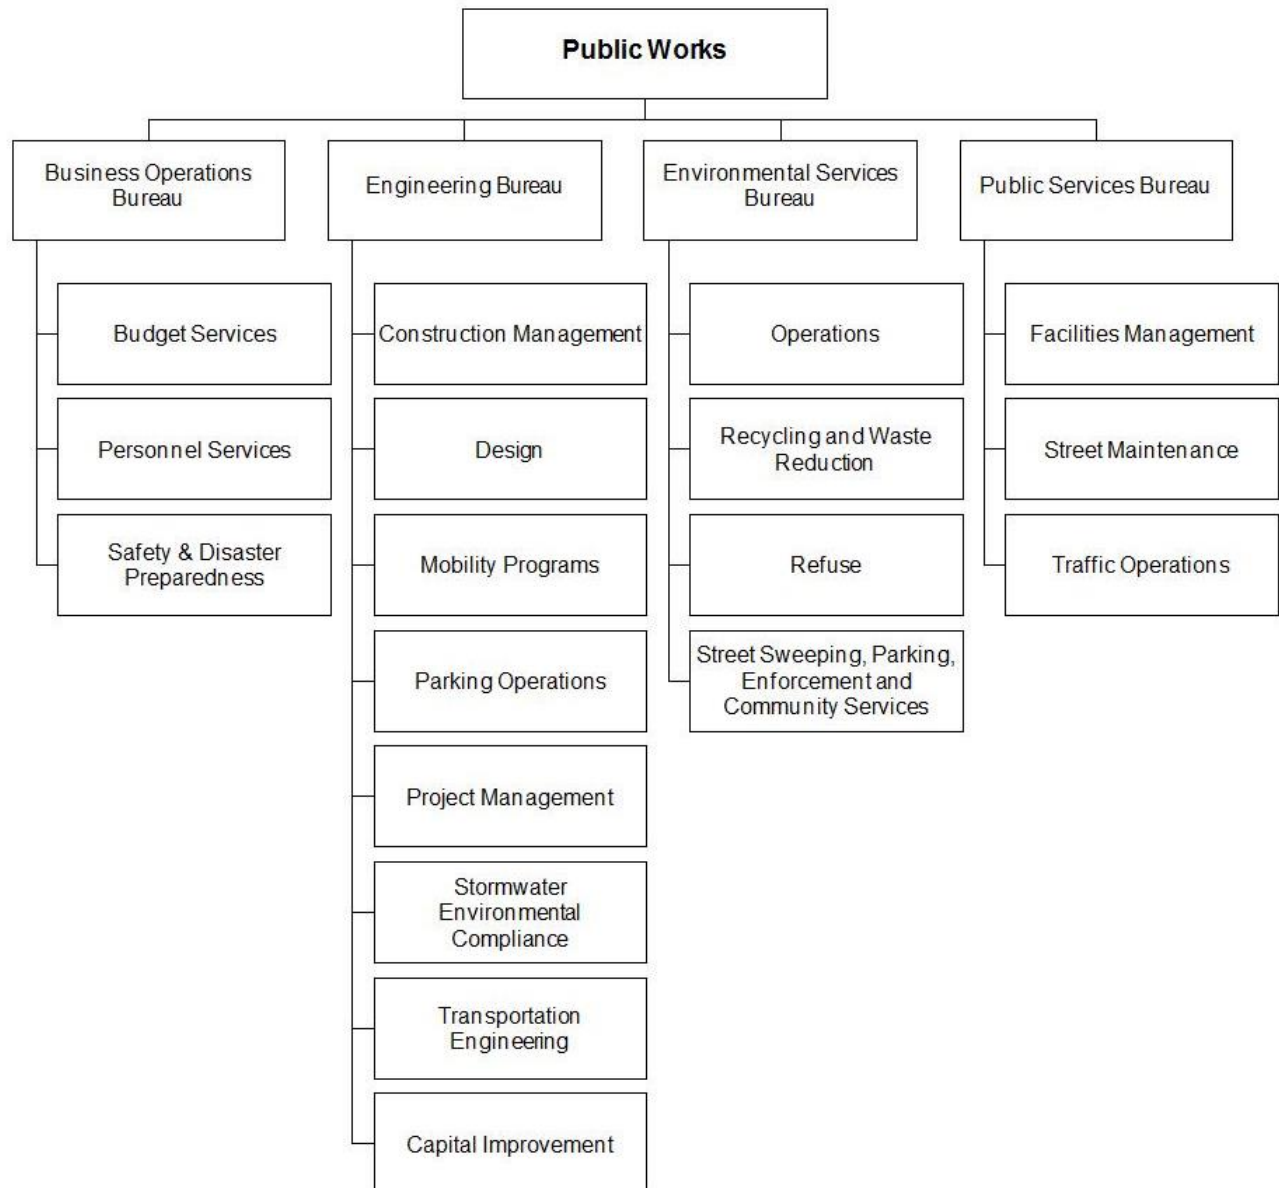 Public Works
Business Operations
Bureau
Engineering Bureau
Environmental Services
Bureau
Public Services Bureau
Budget Services
Personnel Services
Safety & Disaster
Preparedness
Construction Management
Design
Mobility Programs
Parking Operations
Project Management
Stormwater
Environmental
Compliance
Transportation
Engineering
Capital Improvement
Operations
Recycling and Waste
Reduction
Refuse
Street Sweeping, Parking,
Enforcement and
Community Services
Facilities Management
Street Maintenance
Traffic Operations